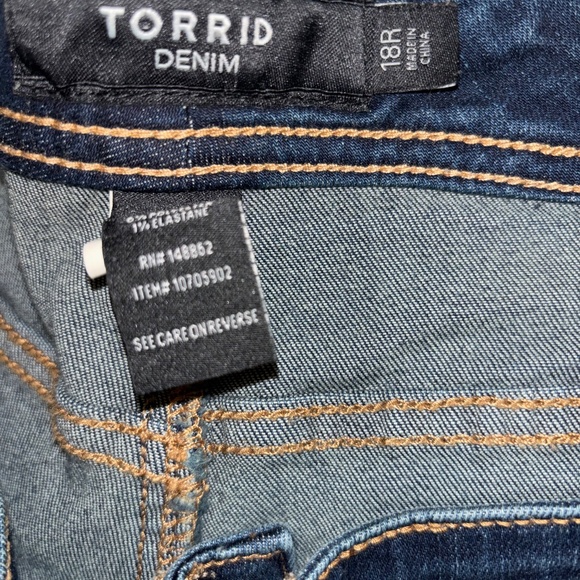 TORRID
DENIM
18R
MADE IN
CHINA
1% ELASTANE
RN# 148862
ITEM# 10705902
SEE CARE ON REVERSE